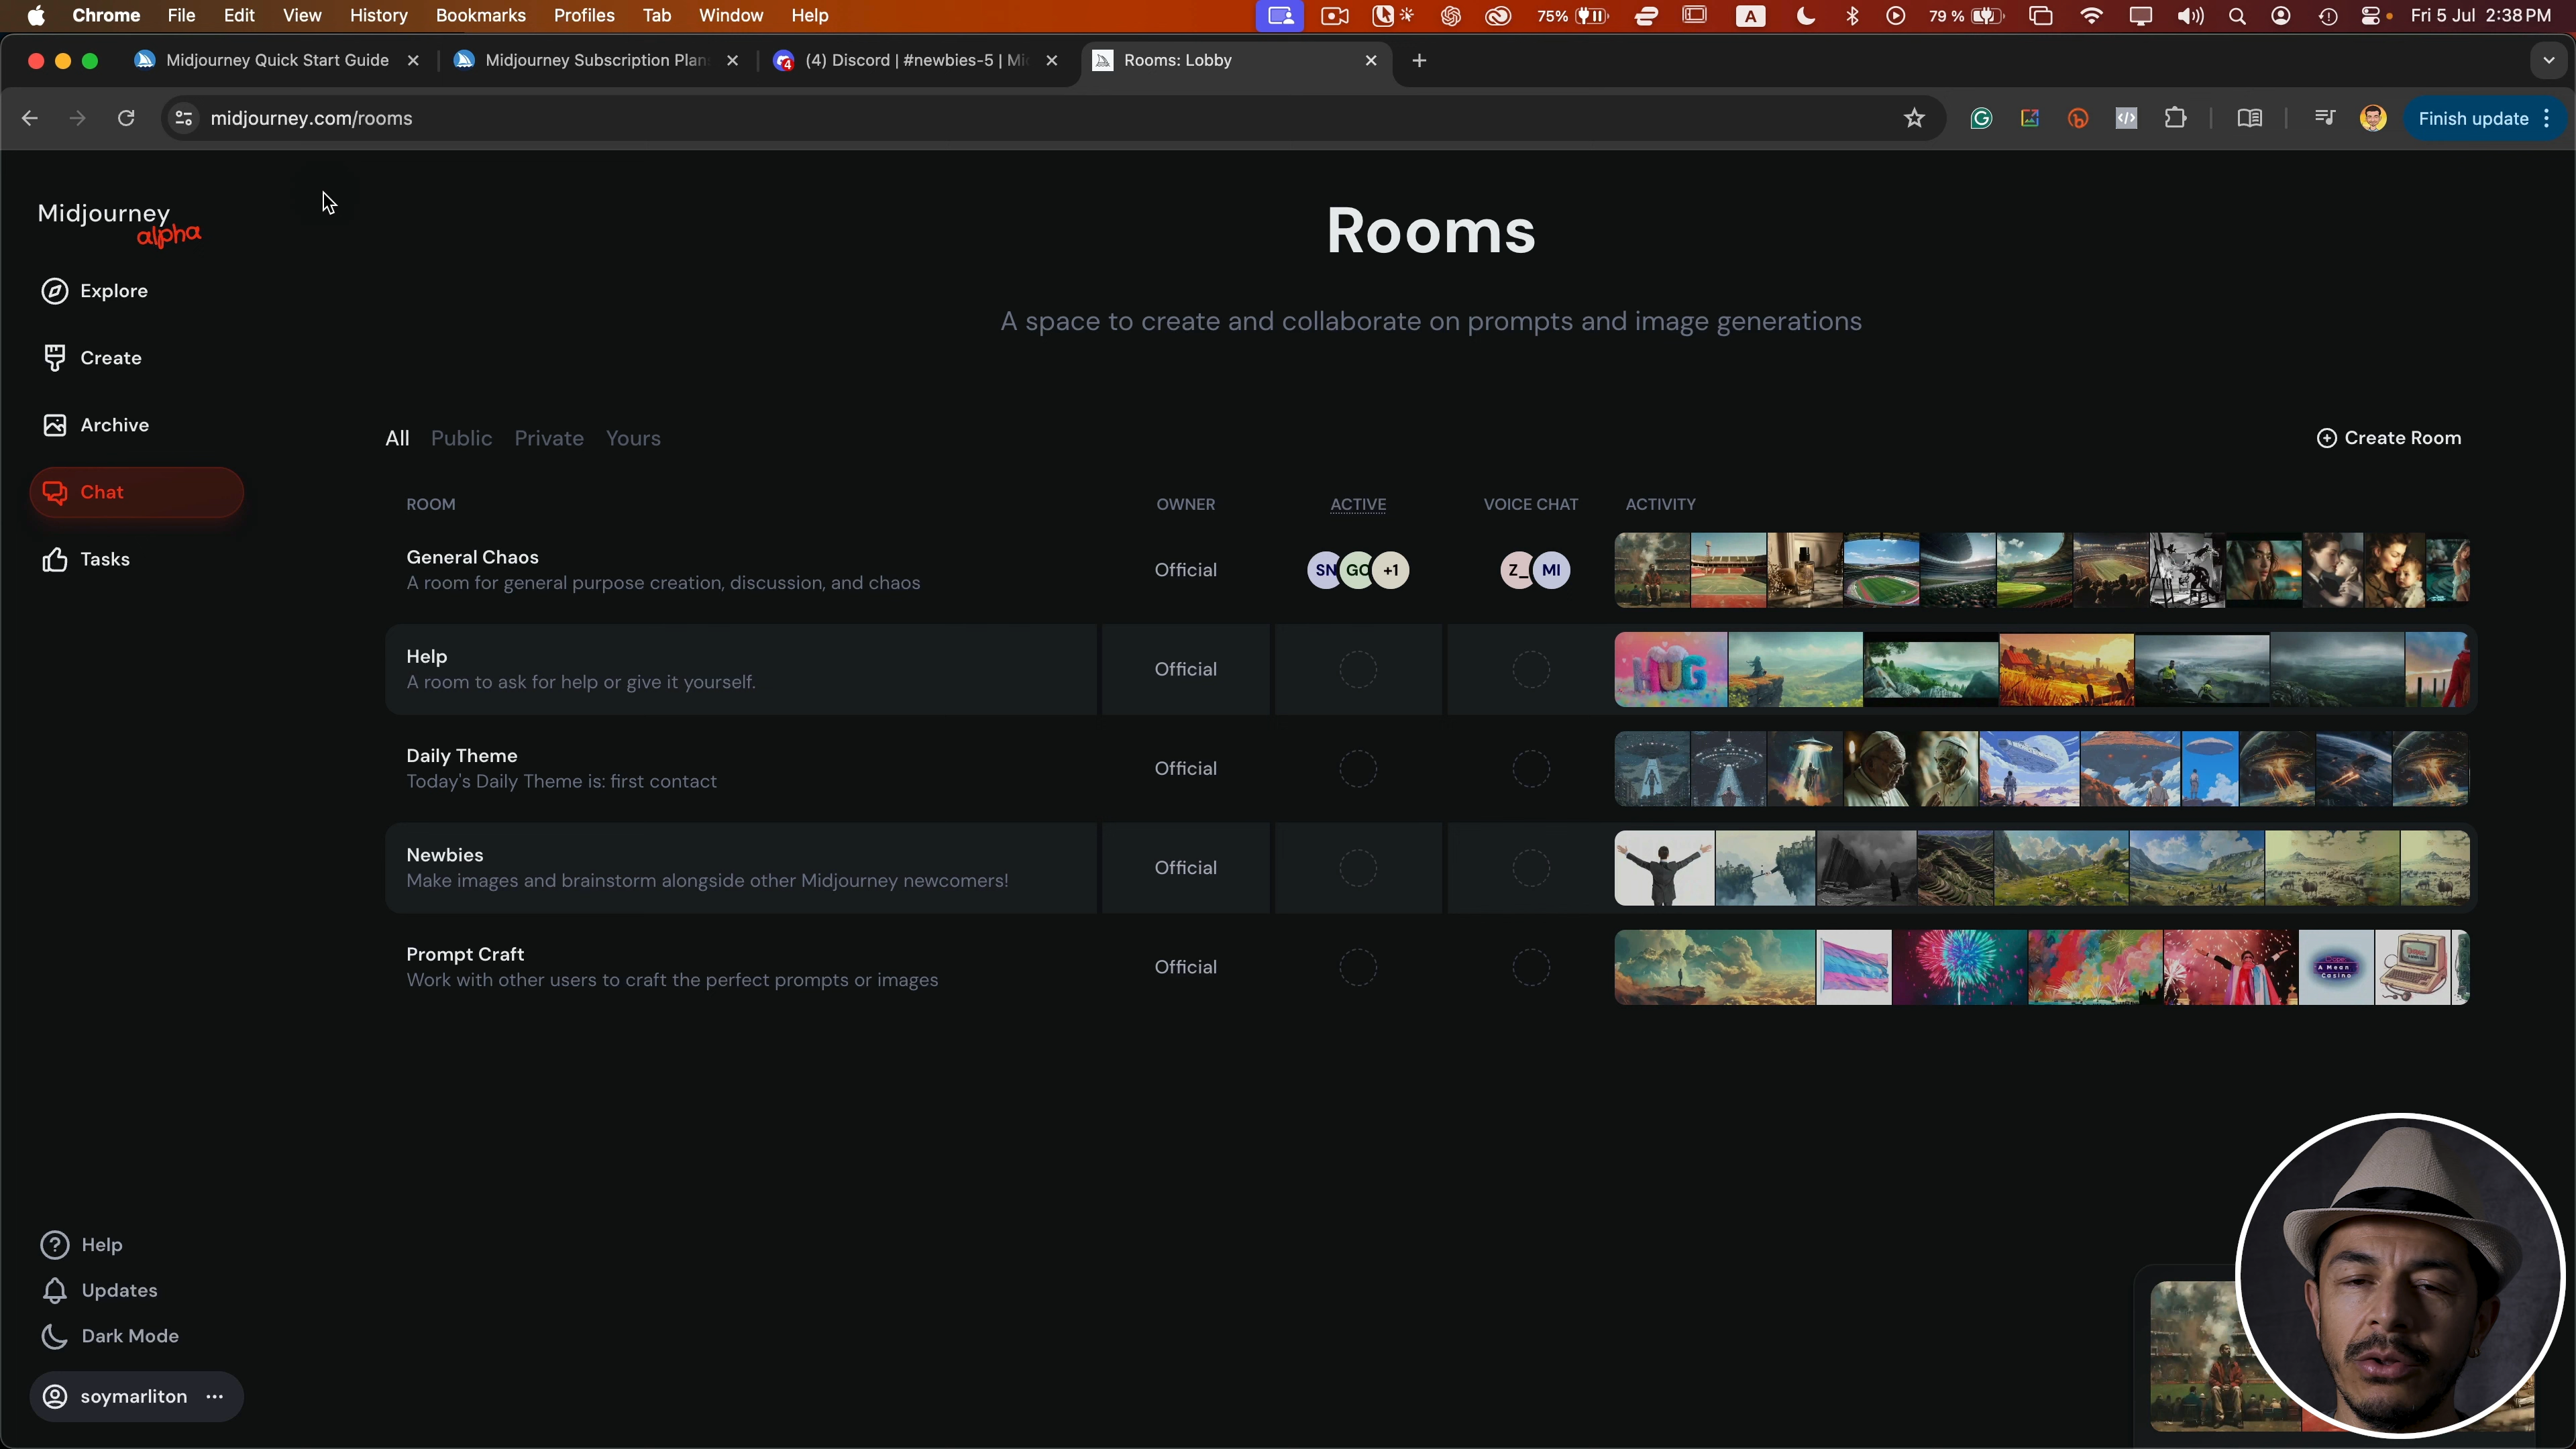 Chrome File Edit View History Bookmarks Profiles Tab Window Help 75% A 79 % Fri 5 Jul 2:38 PM
Midjourney Quick Start Guide (4) Discord | #newbies-5 | Mi Rooms: Lobby
Midjourney Subscription Plan
midjourney.com/rooms Finish update
Midjourney
alpha
Explore
Create
Archive
Chat
Tasks
Rooms
A space to create and collaborate on prompts and image generations
All Public Private Yours Create Room
ROOM OWNER ACTIVE VOICE CHAT ACTIVITY
General Chaos
A room for general purpose creation, discussion, and chaos
Official SN GO +1 Z_ MI
Help
A room to ask for help or give it yourself.
Official
HUG
Daily Theme
Today's Daily Theme is: first contact
Official
Newbies
Make images and brainstorm alongside other Midjourney newcomers!
Official
Prompt Craft
Work with other users to craft the perfect prompts or images
Official
A Mean
Casino
Help
Updates
Dark Mode
soymarliton